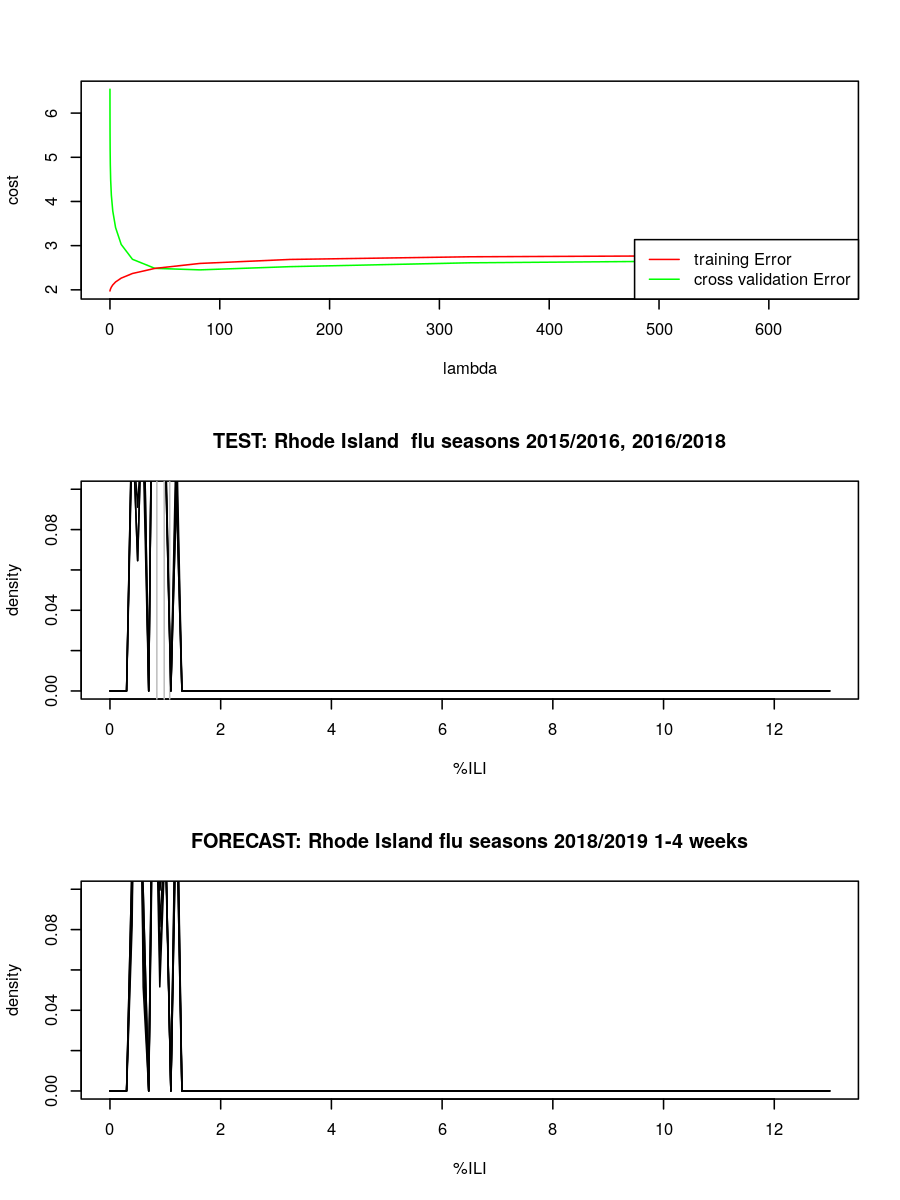 cost
2 3 4 5 6
training Error
cross validation Error
0 100 200 300 400 500 600
lambda
TEST: Rhode Island  flu seasons 2015/2016, 2016/2018
density
0.00 0.04 0.08
0 2 4 6 8 10 12
%ILI
FORECAST: Rhode Island flu seasons 2018/2019 1-4 weeks
density
0.00 0.04 0.08
0 2 4 6 8 10 12
%ILI